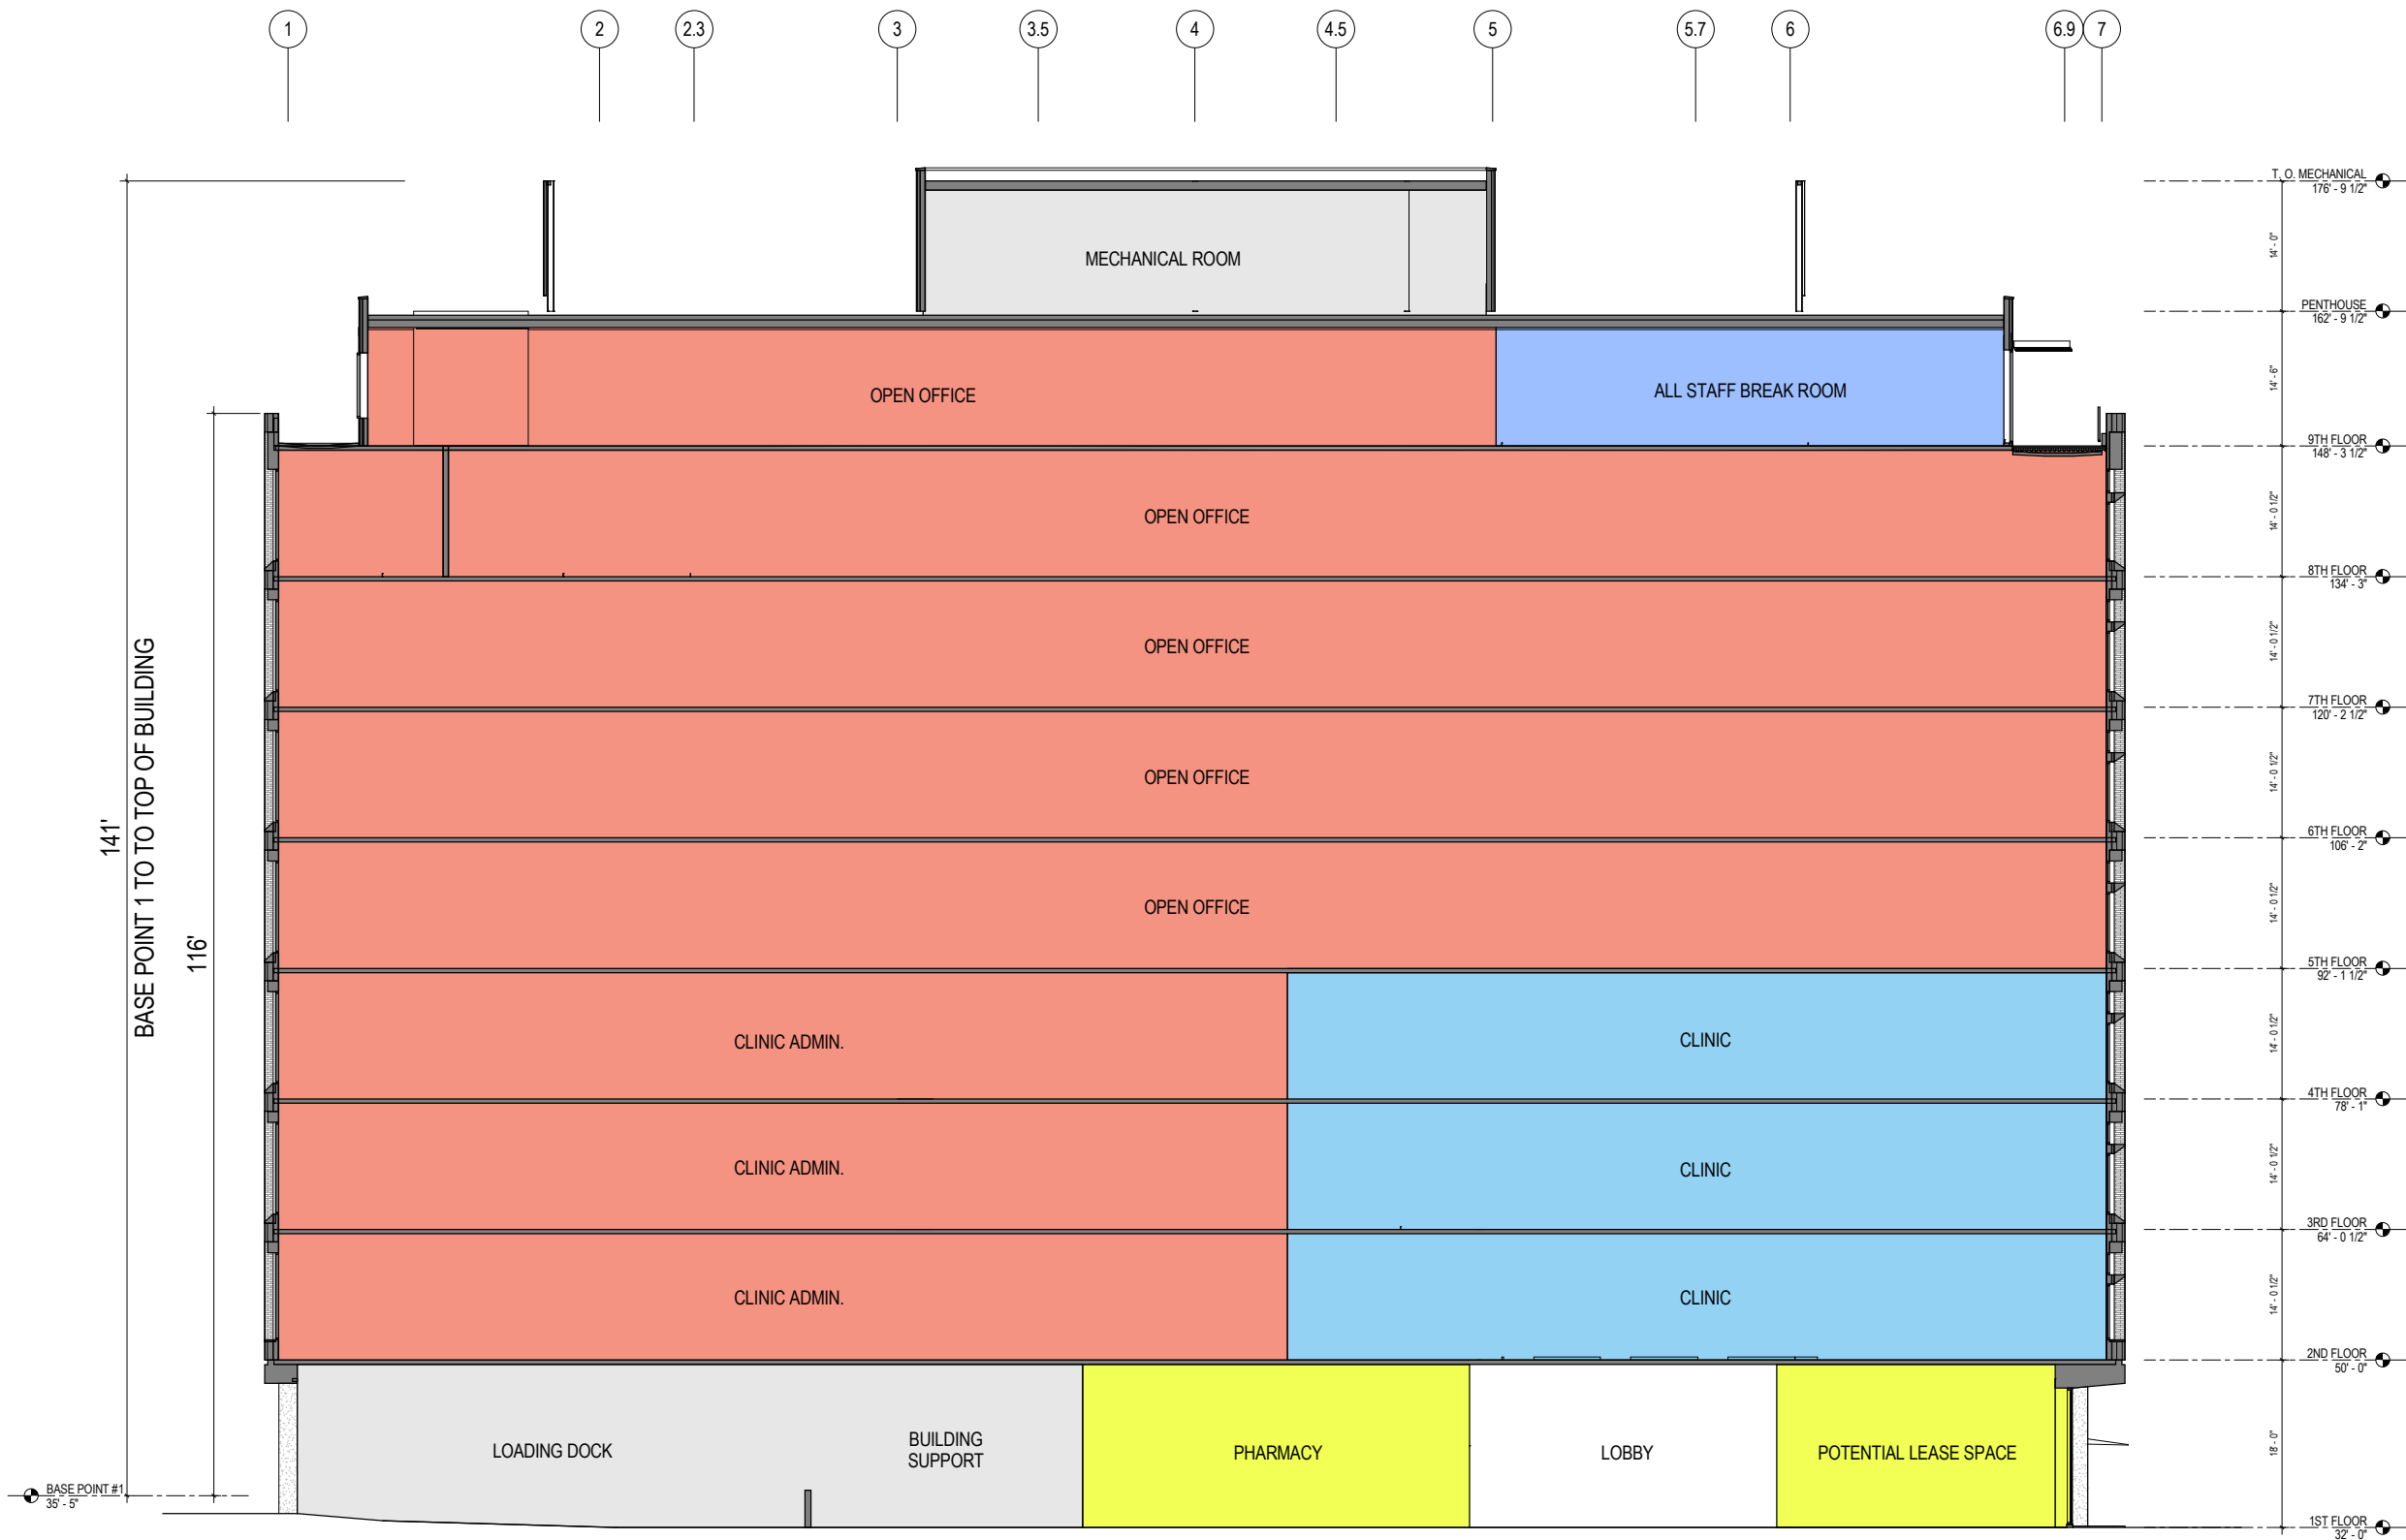 1 2 2.3 3 3.5 4 4.5 5 5.7 6 6.9 7
T. O. MECHANICAL
176' - 9 1/2"
14' - 0"
MECHANICAL ROOM
PENTHOUSE
162' - 9 1/2"
14' - 6"
OPEN OFFICE
ALL STAFF BREAK ROOM
9TH FLOOR
148' - 3 1/2"
14' - 0 1/2"
OPEN OFFICE
8TH FLOOR
134' - 3"
14' - 0 1/2"
OPEN OFFICE
7TH FLOOR
120' - 2 1/2"
14' - 0 1/2"
OPEN OFFICE
6TH FLOOR
106' - 2"
14' - 0 1/2"
OPEN OFFICE
5TH FLOOR
92' - 1 1/2"
14' - 0 1/2"
CLINIC ADMIN.
CLINIC
4TH FLOOR
78' - 1"
14' - 0 1/2"
CLINIC ADMIN.
CLINIC
3RD FLOOR
64' - 0 1/2"
14' - 0 1/2"
CLINIC ADMIN.
CLINIC
2ND FLOOR
50' - 0"
18' - 0"
LOADING DOCK
BUILDING
SUPPORT
PHARMACY
LOBBY
POTENTIAL LEASE SPACE
1ST FLOOR
32' - 0"
141'
BASE POINT 1 TO TO TOP OF BUILDING
116'
BASE POINT #1
35' - 5"